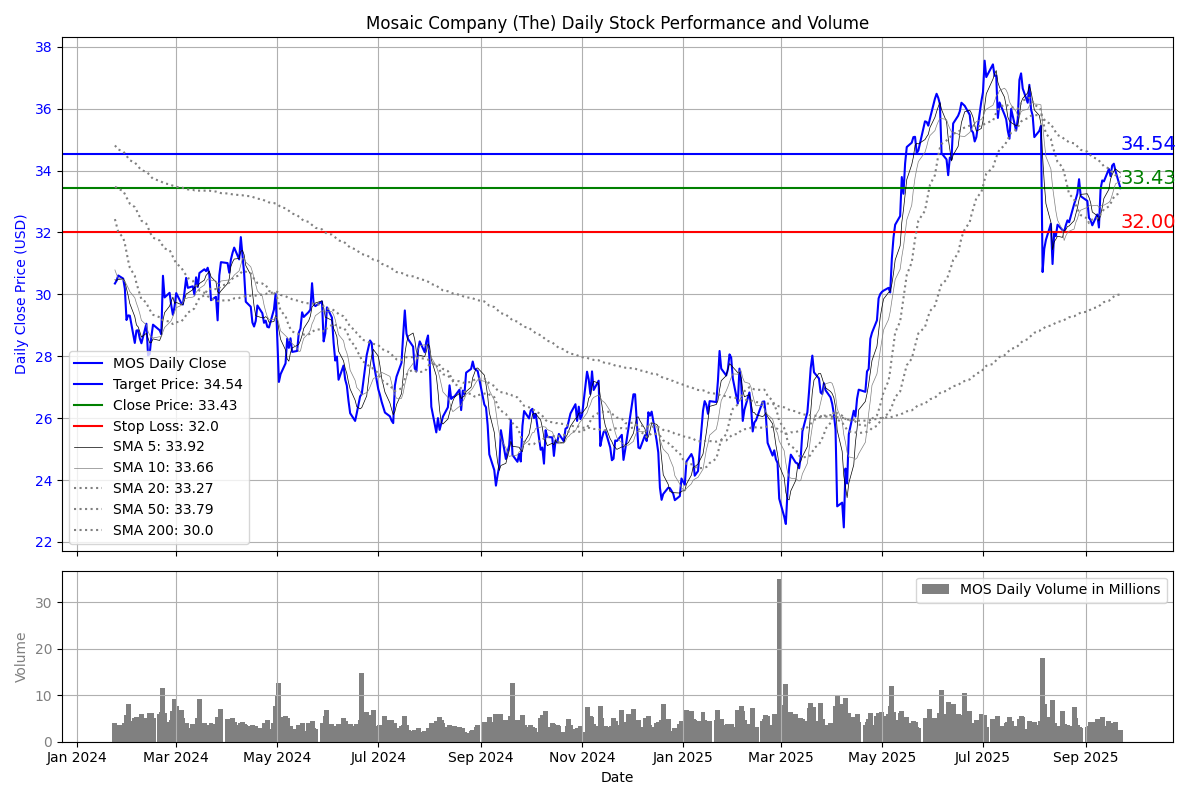 Mosaic Company (The) Daily Stock Performance and Volume
Daily Close Price (USD)
38
36
34
32
30
28
26
24
22
34.54
33.43
32.00
MOS Daily Close
Target Price: 34.54
Close Price: 33.43
Stop Loss: 32.0
SMA 5: 33.92
SMA 10: 33.66
SMA 20: 33.27
SMA 50: 33.79
SMA 200: 30.0
Volume
30
20
10
0
MOS Daily Volume in Millions
Jan 2024 Mar 2024 May 2024 Jul 2024 Sep 2024 Nov 2024 Jan 2025 Mar 2025 May 2025 Jul 2025 Sep 2025
Date